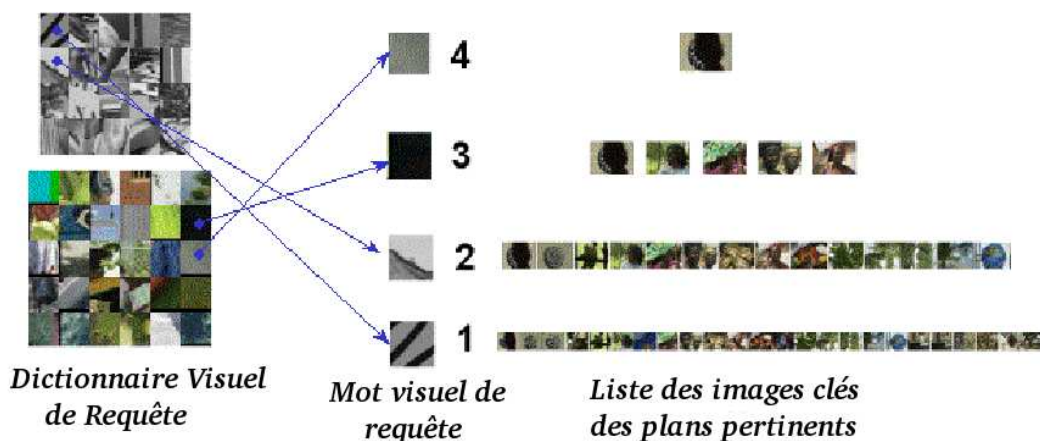 4
3
2
1
Dictionnaire Visuel
de Requête
Mot visuel de
requête
Liste des images clés
des plans pertinents